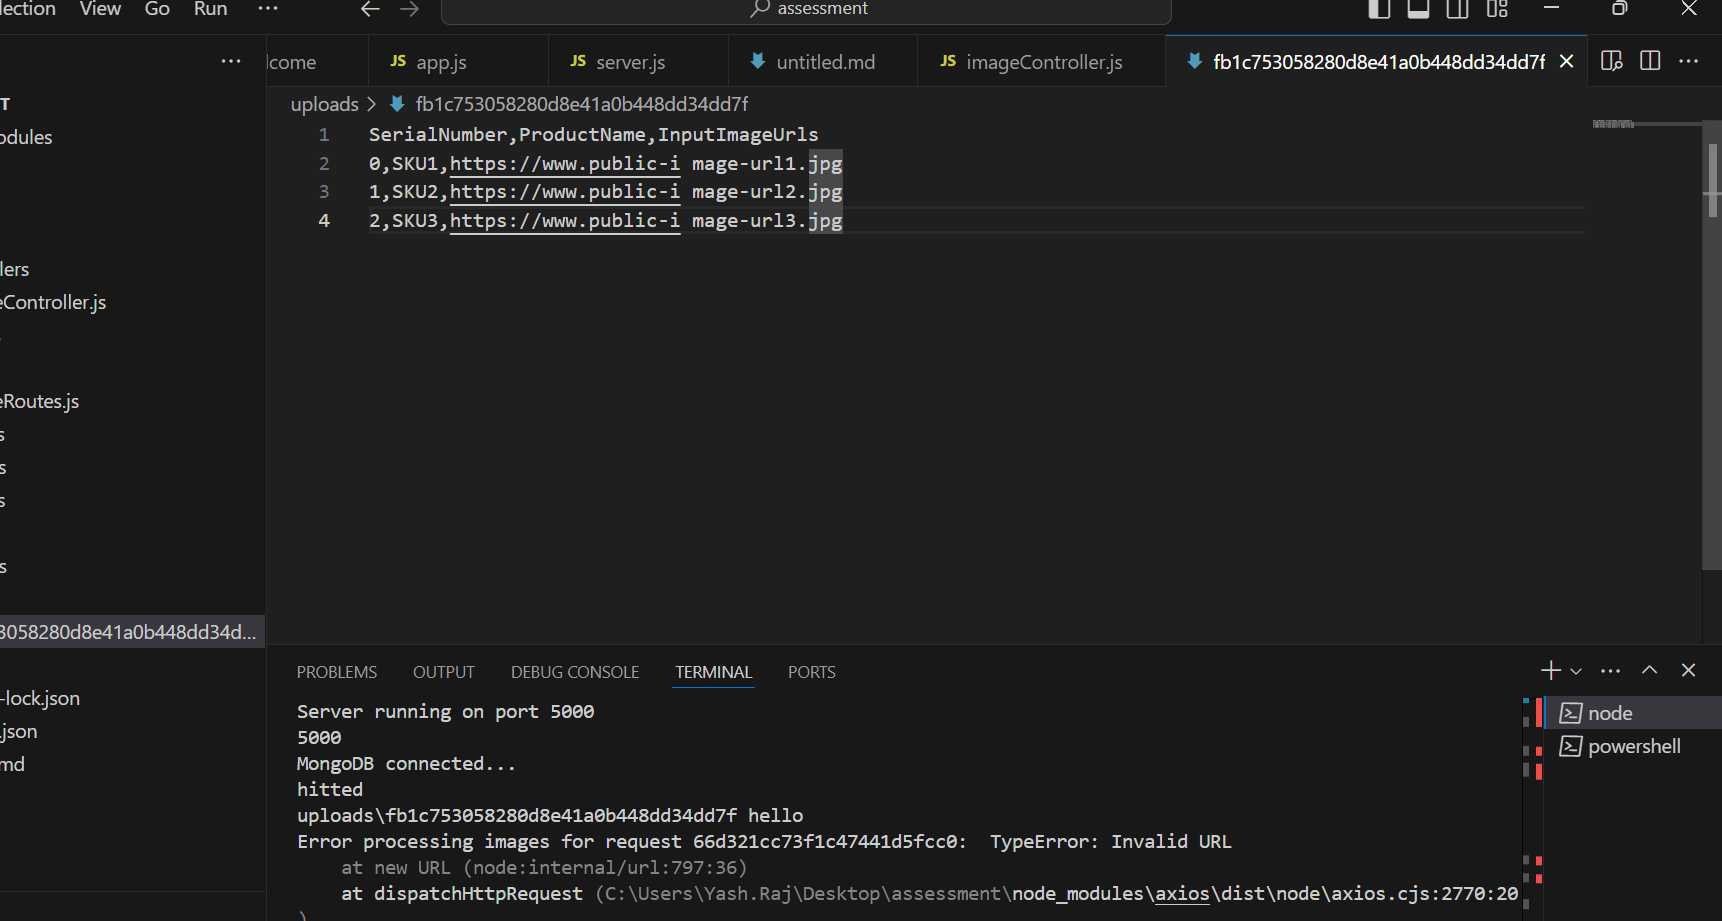 lection View Go Run ··· assessment
lcome JS app.js JS server.js untitled.md JS imageController.js fb1c753058280d8e41a0b448dd34dd7f
T
uploads > fb1c753058280d8e41a0b448dd34dd7f
odules
1 SerialNumber,ProductName,InputImageUrls
2 0,SKU1,https://www.public-i mage-url1.jpg
3 1,SKU2,https://www.public-i mage-url2.jpg
4 2,SKU3,https://www.public-i mage-url3.jpg
lers
eController.js
eRoutes.js
s
s
s
s
3058280d8e41a0b448dd34d...
-lock.json
.json
md
PROBLEMS OUTPUT DEBUG CONSOLE TERMINAL PORTS
Server running on port 5000
5000
MongoDB connected...
hitted
uploads\fb1c753058280d8e41a0b448dd34dd7f hello
Error processing images for request 66d321cc73f1c47441d5fcc0:  TypeError: Invalid URL
    at new URL (node:internal/url:797:36)
    at dispatchHttpRequest (C:\Users\Yash.Raj\Desktop\assessment\node_modules\axios\dist\node\axios.cjs:2770:20
)
node
powershell